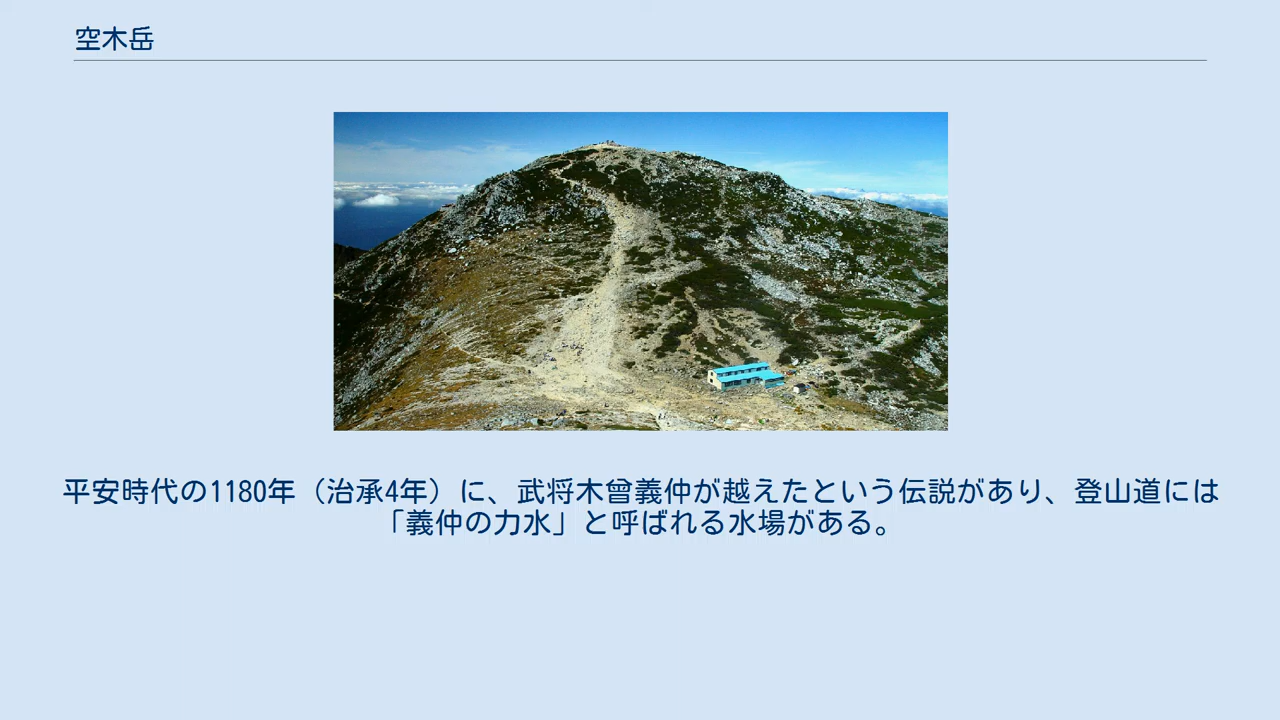 空木岳
平安時代の1180年（治承4年）に、武将木曾義仲が越えたという伝説があり、登山道には
「義仲の力水」と呼ばれる水場がある。